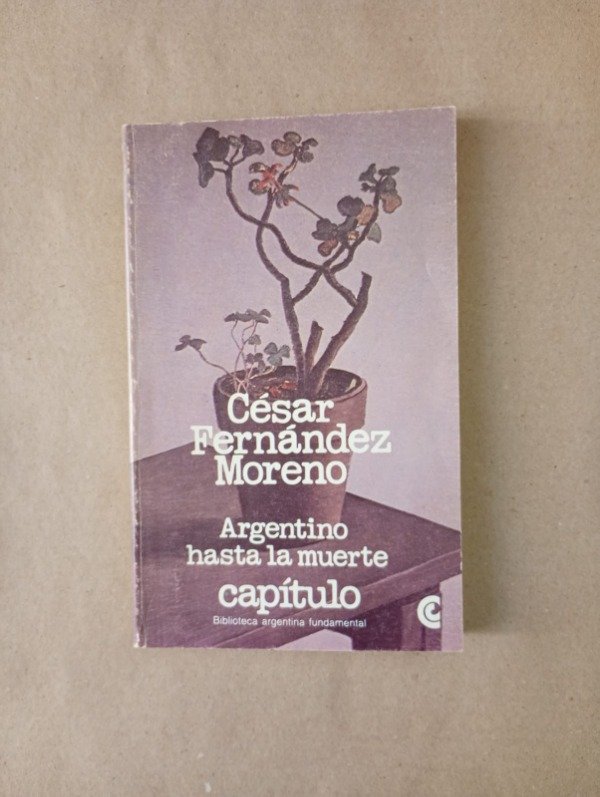 César
Fernández
Moreno
Argentino
hasta la muerte
capítulo
Biblioteca argentina fundamental